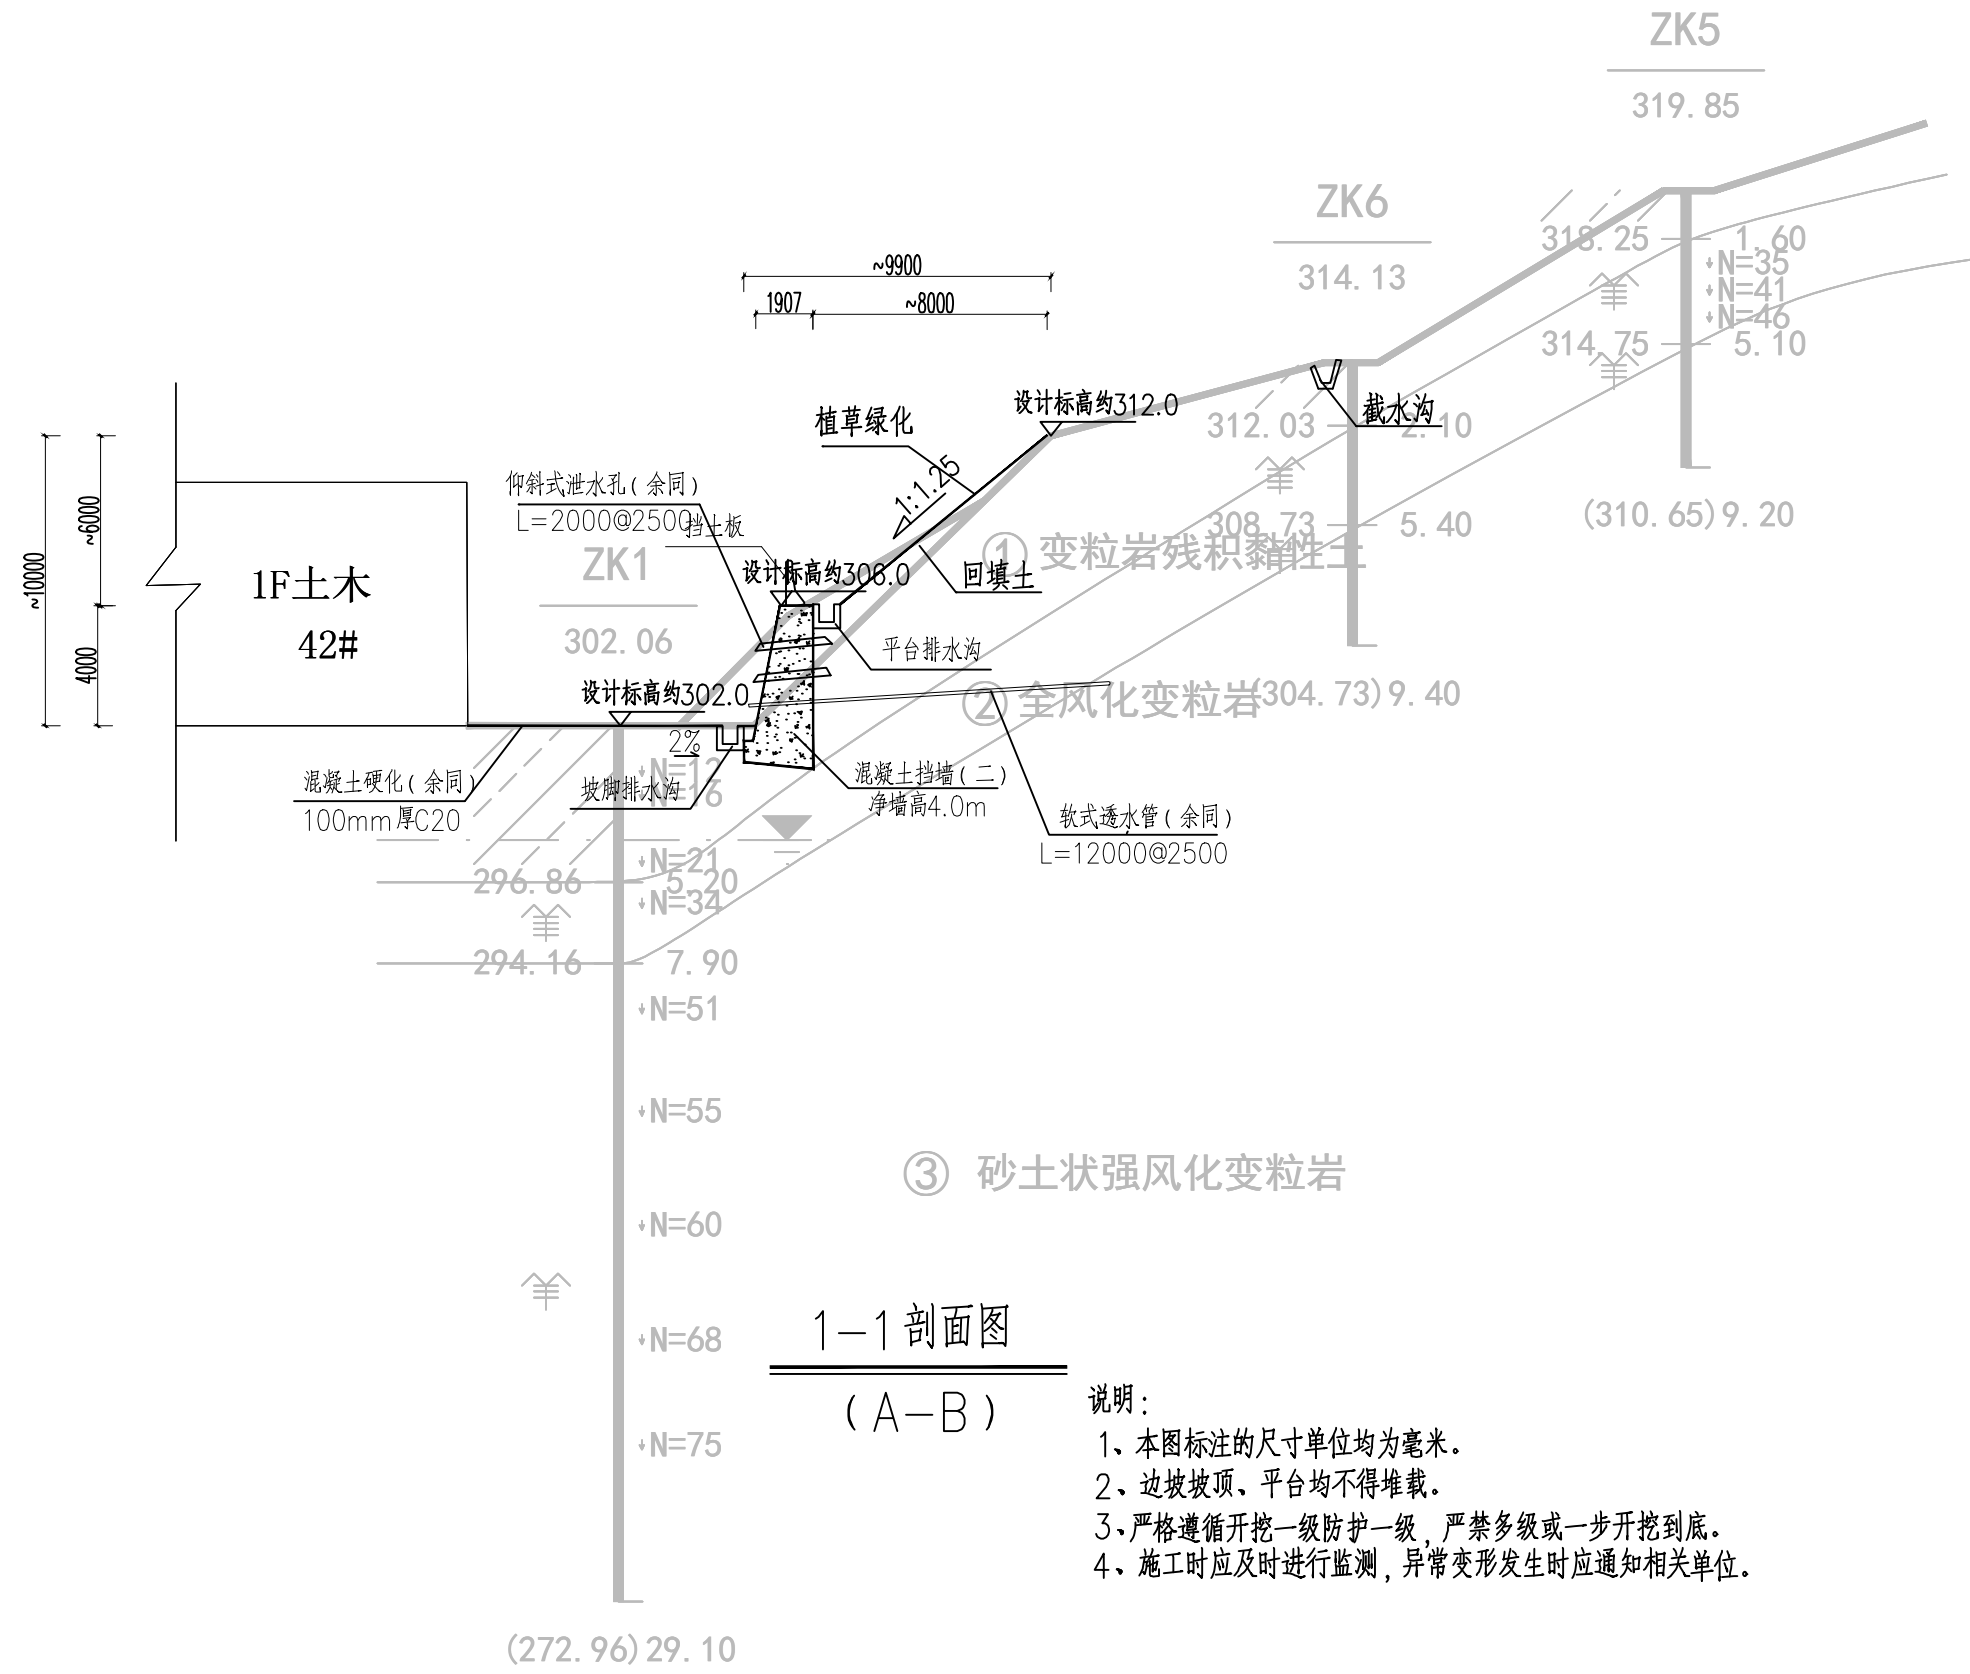 ZK5
319.85
ZK6
314.13
318.25
1.60
N=35
N=41
N=46
314.75
5.10
(310.65)9.20
~9900
1907
~8000
设计标高约312.0
截水沟
312.03
2.10
308.73
5.40
(304.73)9.40
植草绿化
1:1.25
仰斜式泄水孔(余同)
L=2000@2500
挡土板
ZK1
302.06
设计标高约306.0
回填土
① 变粒岩残积黏性土
~10000
~6000
4000
1F土木
42#
平台排水沟
设计标高约302.0
② 全风化变粒岩
2%
N=12
N=16
混凝土硬化(余同)
100mm厚C20
坡脚排水沟
混凝土挡墙(二)
净墙高4.0m
软式透水管(余同)
L=12000@2500
N=21
296.86
5.20
N=34
294.16
7.90
N=51
N=55
③ 砂土状强风化变粒岩
N=60
N=68
N=75
(272.96)29.10
1-1剖面图
(A-B)
说明:
1、本图标注的尺寸单位均为毫米。
2、边坡坡顶、平台均不得堆载。
3、严格遵循开挖一级防护一级,严禁多级或一步开挖到底。
4、施工时应及时进行监测,异常变形发生时应通知相关单位。